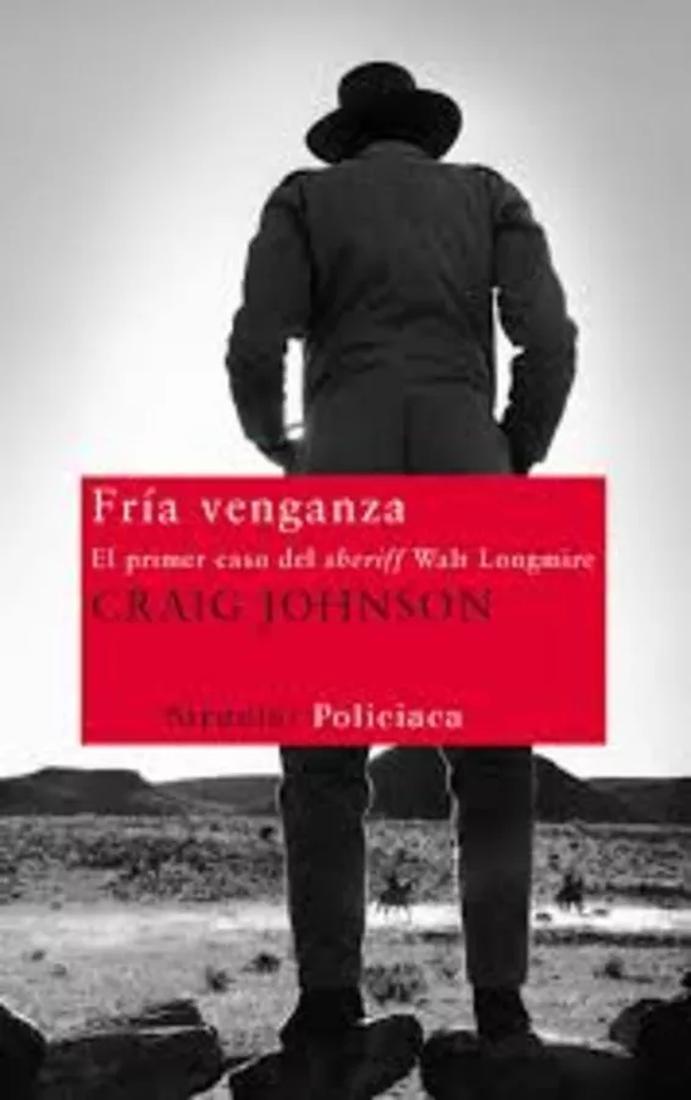 Fría venganza
El primer caso del sheriff Walt Longmire
CRAIG JOHNSON
Policiaca